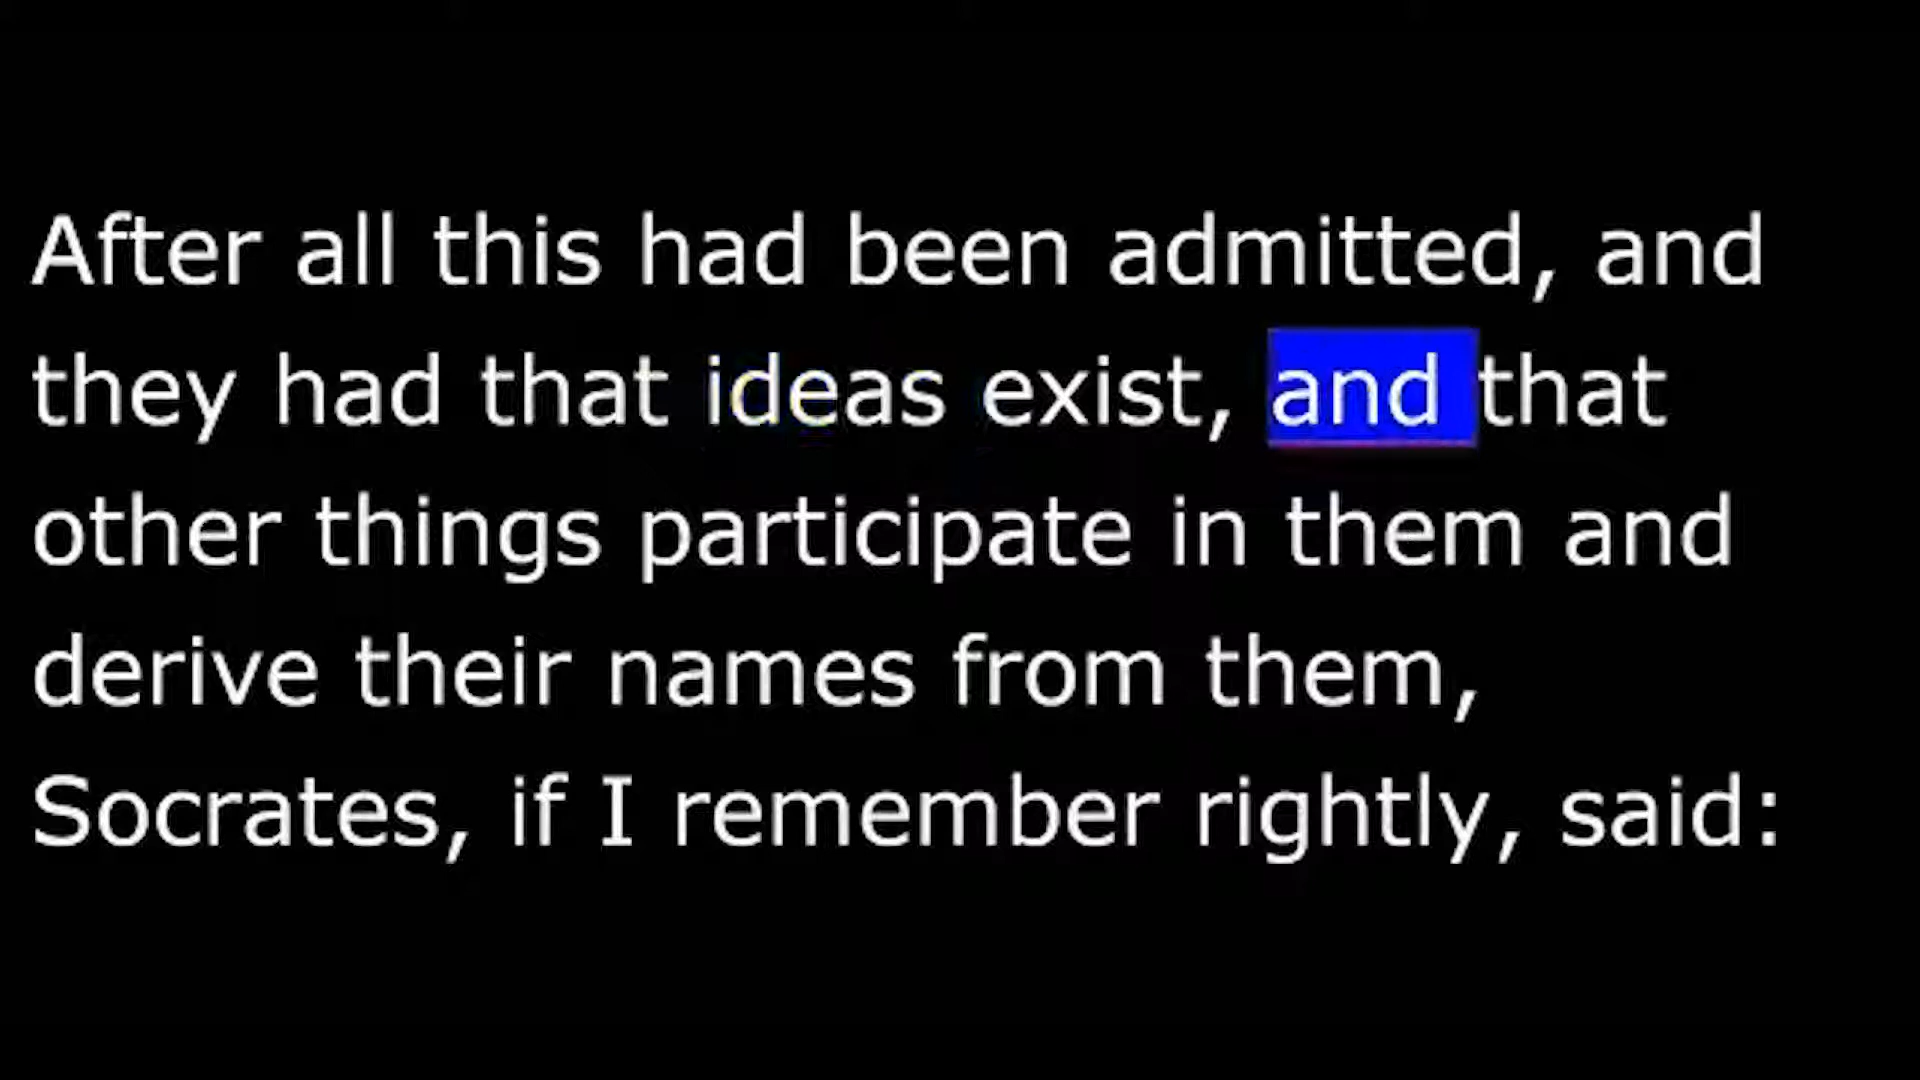 After all this had been admitted, and
they had that ideas exist, and that
other things participate in them and
derive their names from them,
Socrates, if I remember rightly, said: